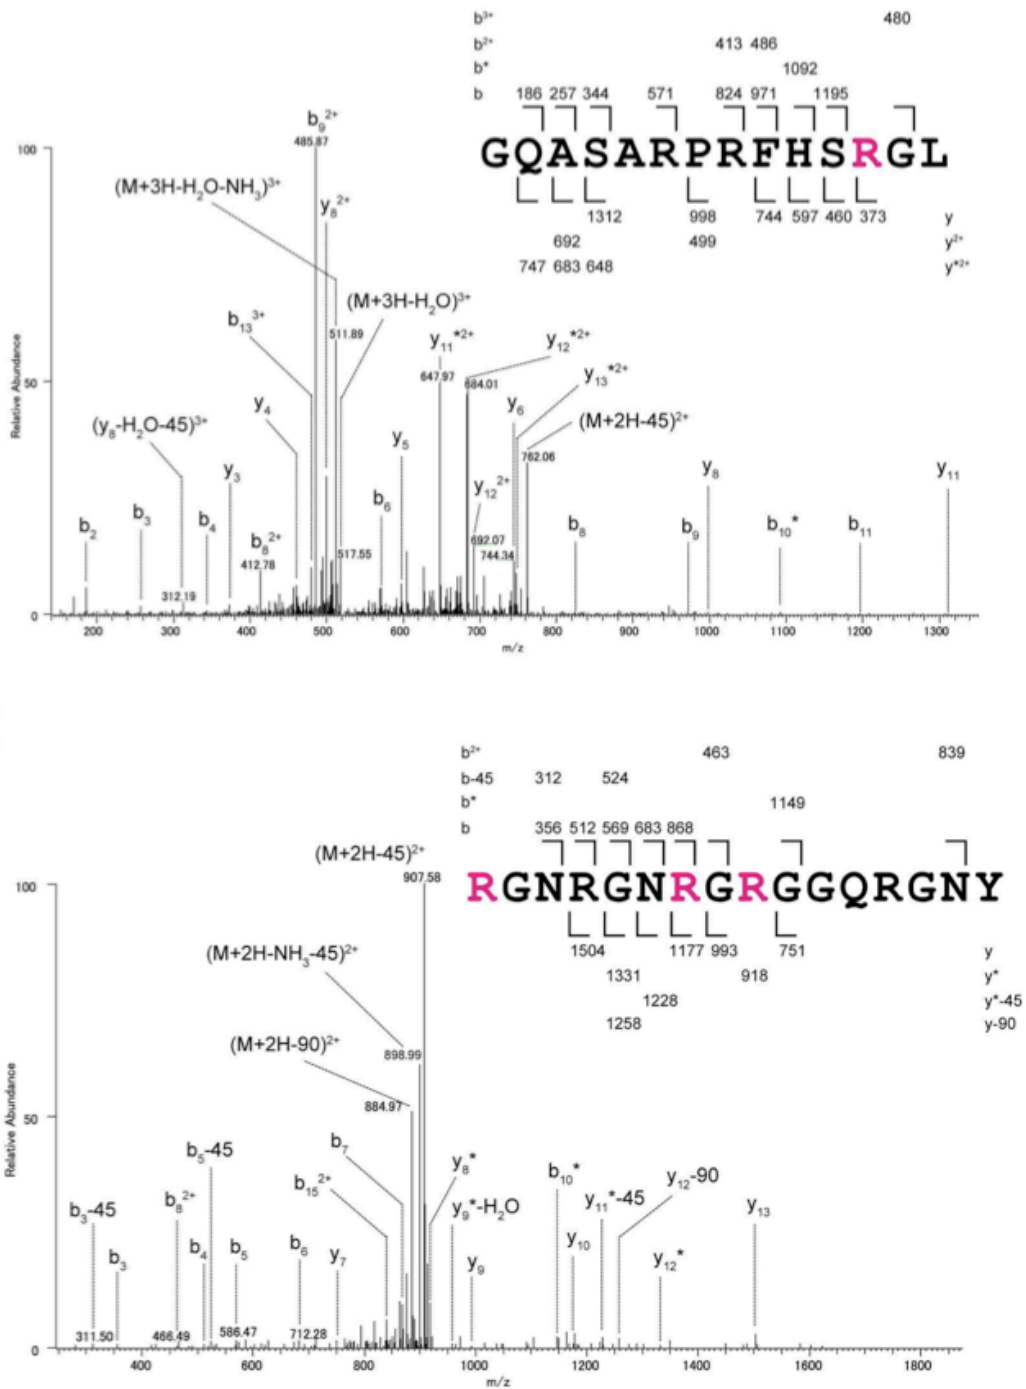 b³⁺ 480
b²⁺ 413 486
b* 1092
b 186 257 344 571 824 971 1195
GQASARPRFHSRGL
1312 998 744 597 460 373 y
692 499 y²⁺
747 683 648 y*²⁺
b₉²⁺
485.87
100
(M+3H-H₂O-NH₃)³⁺
y₈²⁺
(M+3H-H₂O)³⁺
b₁₃³⁺
511.89
y₁₁*²⁺
y₁₂*²⁺
647.97
684.01
y₁₃*²⁺
50
(y₈-H₂O-45)³⁺
y₄
y₆
(M+2H-45)²⁺
y₅
762.06
y₃
y₁₂²⁺
y₈
y₁₁
b₂
b₃
b₄
b₈²⁺
412.78
b₆
517.55
692.07
744.34
b₈
b₉
b₁₀*
b₁₁
312.19
0
200 300 400 500 600 700 800 900 1000 1100 1200 1300
m/z
Relative Abundance
b²⁺ 463 839
b-45 312 524
b* 1149
b 356 512 569 683 868
RGNRGNRGRGGQRGNY
1504 1177 993 751 y
1331 918 y*
1228 y*-45
1258 y-90
(M+2H-45)²⁺
100
907.58
(M+2H-NH₃-45)²⁺
(M+2H-90)²⁺
898.99
884.97
50
b₅-45
b₇
b₃-45
b₈²⁺
b₁₅²⁺
y₈*
y₉*-H₂O
b₁₀*
y₁₁*-45
y₁₂-90
y₁₃
b₃
b₄
b₅
b₆
y₇
y₉
y₁₀
y₁₂*
311.50
466.49
586.47
712.28
0
400 600 800 1000 1200 1400 1600 1800
m/z
Relative Abundance